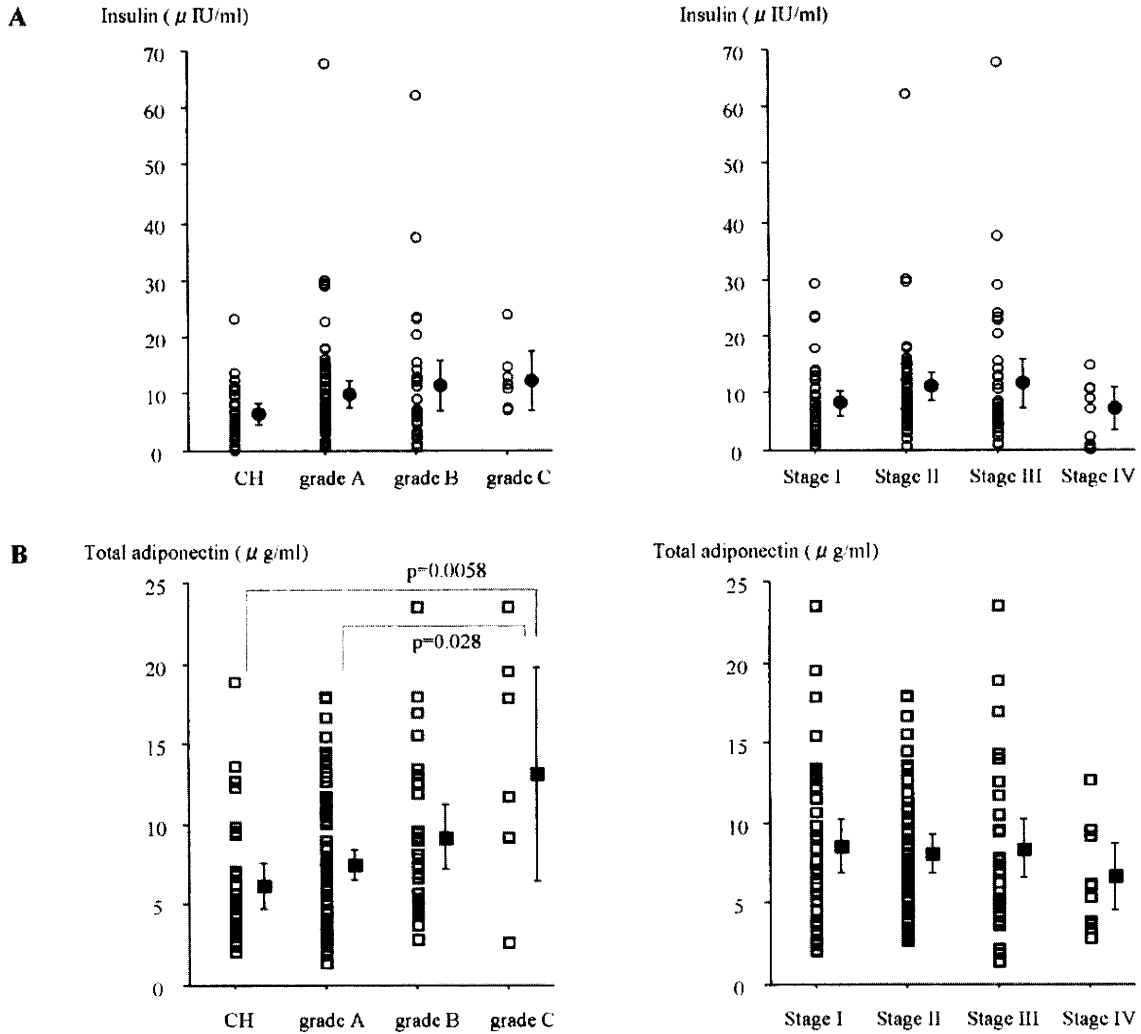 A
Insulin ( μ IU/ml)
70
60
50
40
30
20
10
0
CH grade A grade B grade C
Insulin ( μ IU/ml)
70
60
50
40
30
20
10
0
Stage I Stage II Stage III Stage IV
B
Total adiponectin ( μ g/ml)
p=0.0058
p=0.028
25
20
15
10
5
0
CH grade A grade B grade C
Total adiponectin ( μ g/ml)
25
20
15
10
5
0
Stage I Stage II Stage III Stage IV